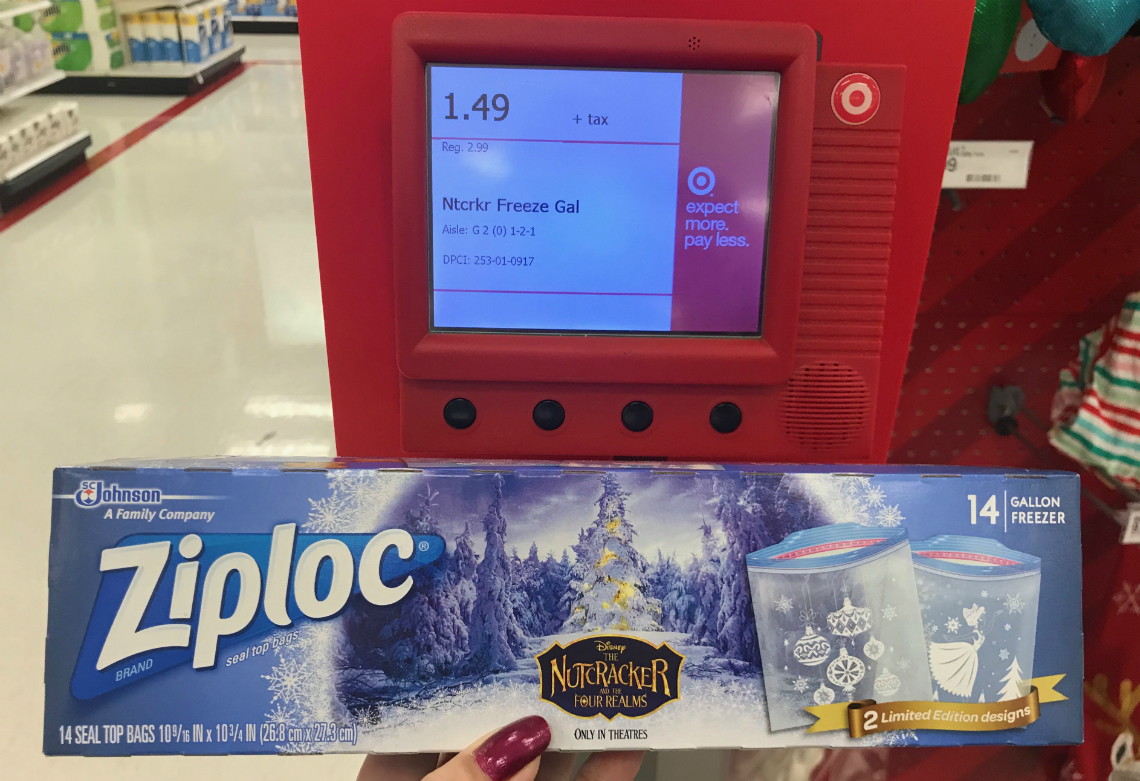 1.49
+ tax
Reg. 2.99
Ntcrkr Freeze Gal
Aisle: G 2 (0) 1-2-1
DPCI: 253-01-0917
expect
more.
pay less.
SC Johnson
A Family Company
Ziploc®
BRAND
seal top bags
14 SEAL TOP BAGS 10 9/16 IN x 10 3/4 IN (26.8 cm x 27.3 cm)
Disney
THE
NUTCRACKER
AND THE
FOUR REALMS
ONLY IN THEATRES
14 GALLON
FREEZER
2 Limited Edition designs